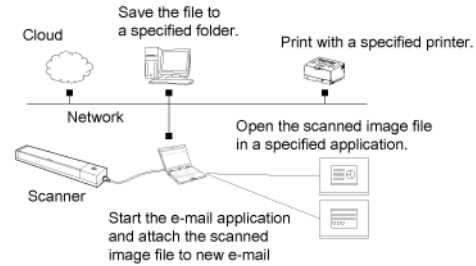 Save the file to
a specified folder.
Cloud
Print with a specified printer.
Network
Open the scanned image file
in a specified application.
Scanner
Start the e-mail application
and attach the scanned
image file to new e-mail